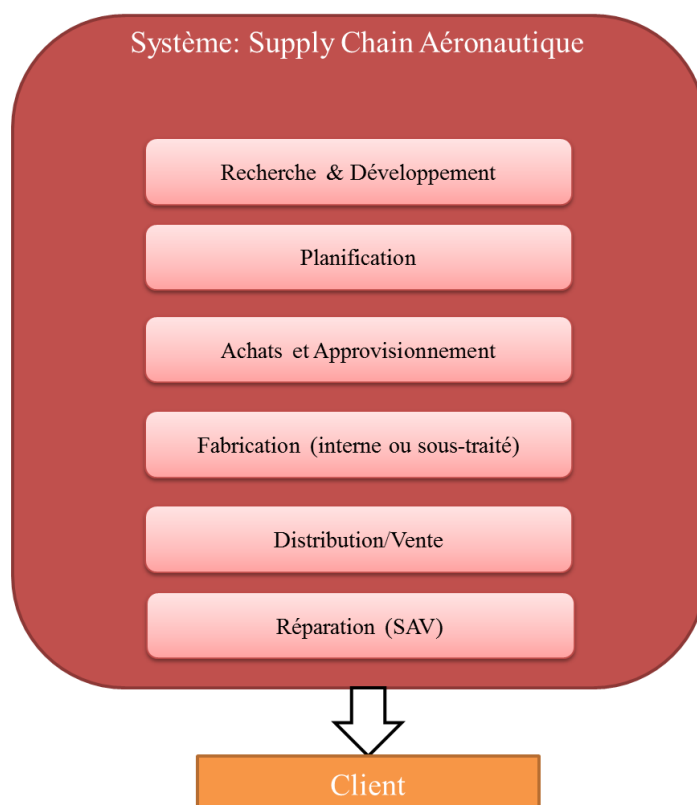 Système: Supply Chain Aéronautique
Recherche & Développement
Planification
Achats et Approvisionnement
Fabrication (interne ou sous-traité)
Distribution/Vente
Réparation (SAV)
Client